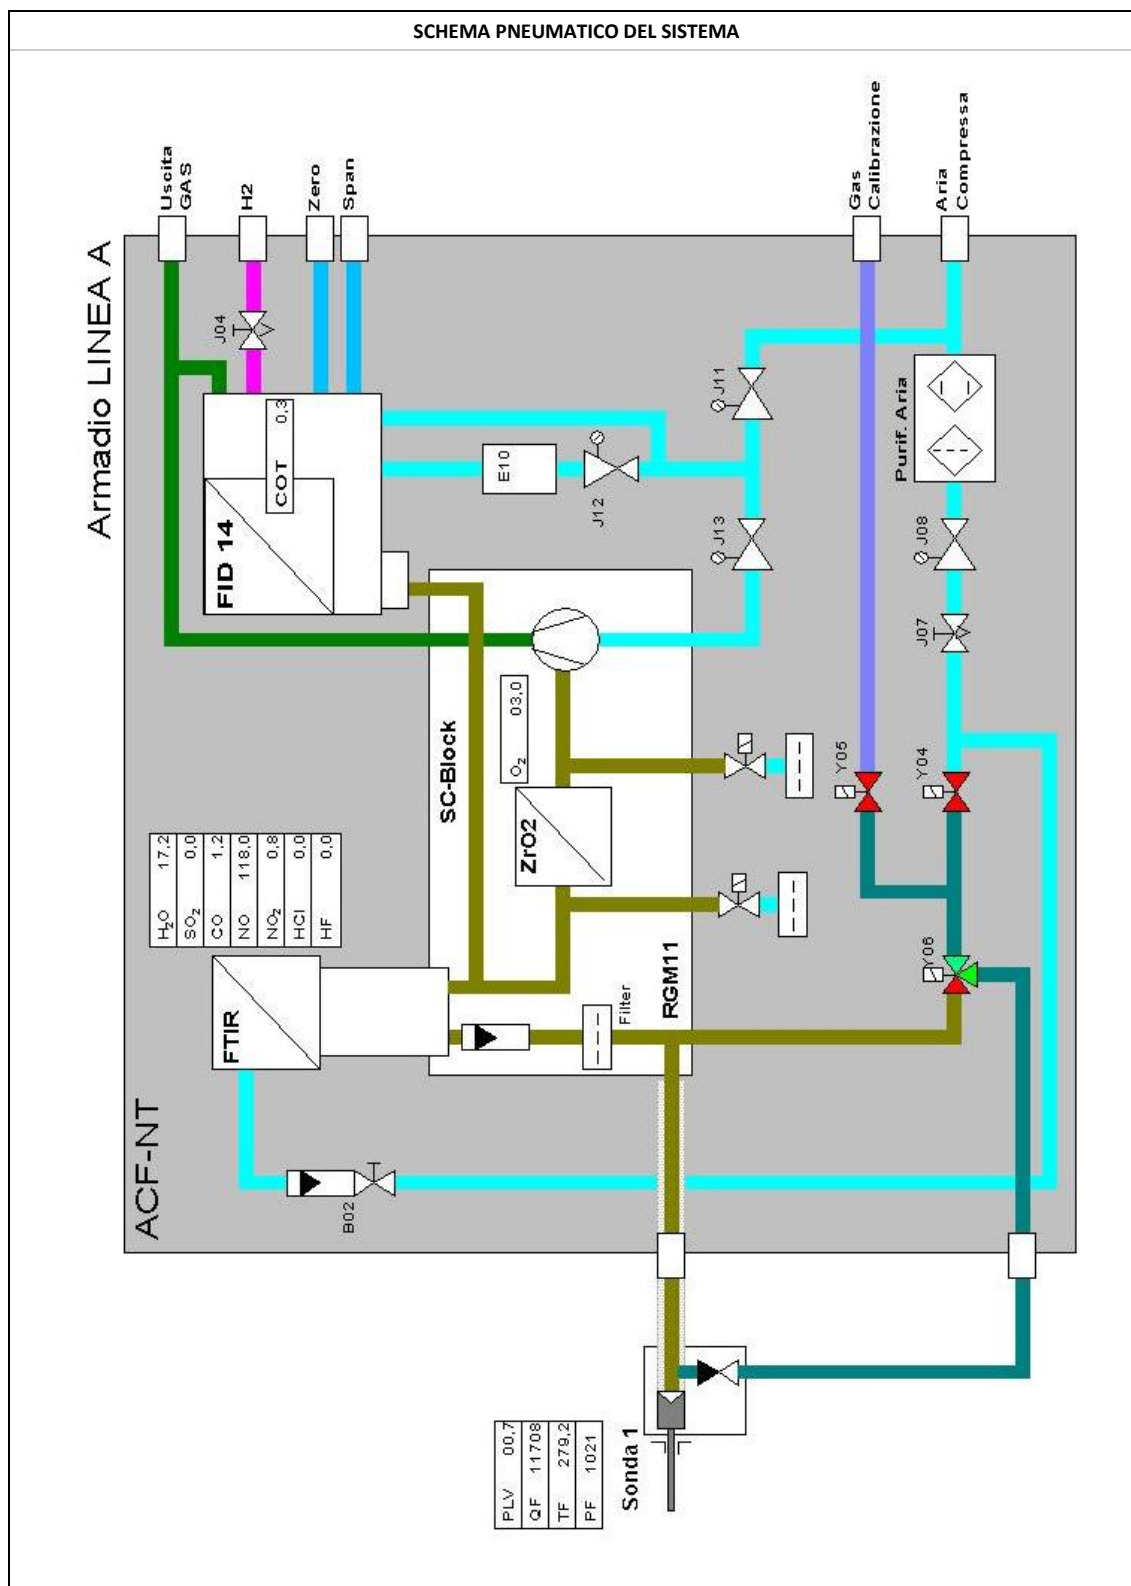 SCHEMA PNEUMATICO DEL SISTEMA
Armadio LINEA A
ACF-NT
Uscita
GAS
H2
Zero
Span
Gas
Calibrazione
Aria
Compressa
J04
COT 0,3
FID 14
E10
J12
J11
J13
Purif. Aria
J08
J07
SC-Block
O2 03,0
ZrO2
RGM11
Filter
Y05
Y04
Y06
H2O 17,2
SO2 0,0
CO 1,2
NO 118,0
NO2 0,8
HCl 0,0
HF 0,0
FTIR
B02
PLV 00,7
QF 11708
TF 279,2
PF 1021
Sonda 1